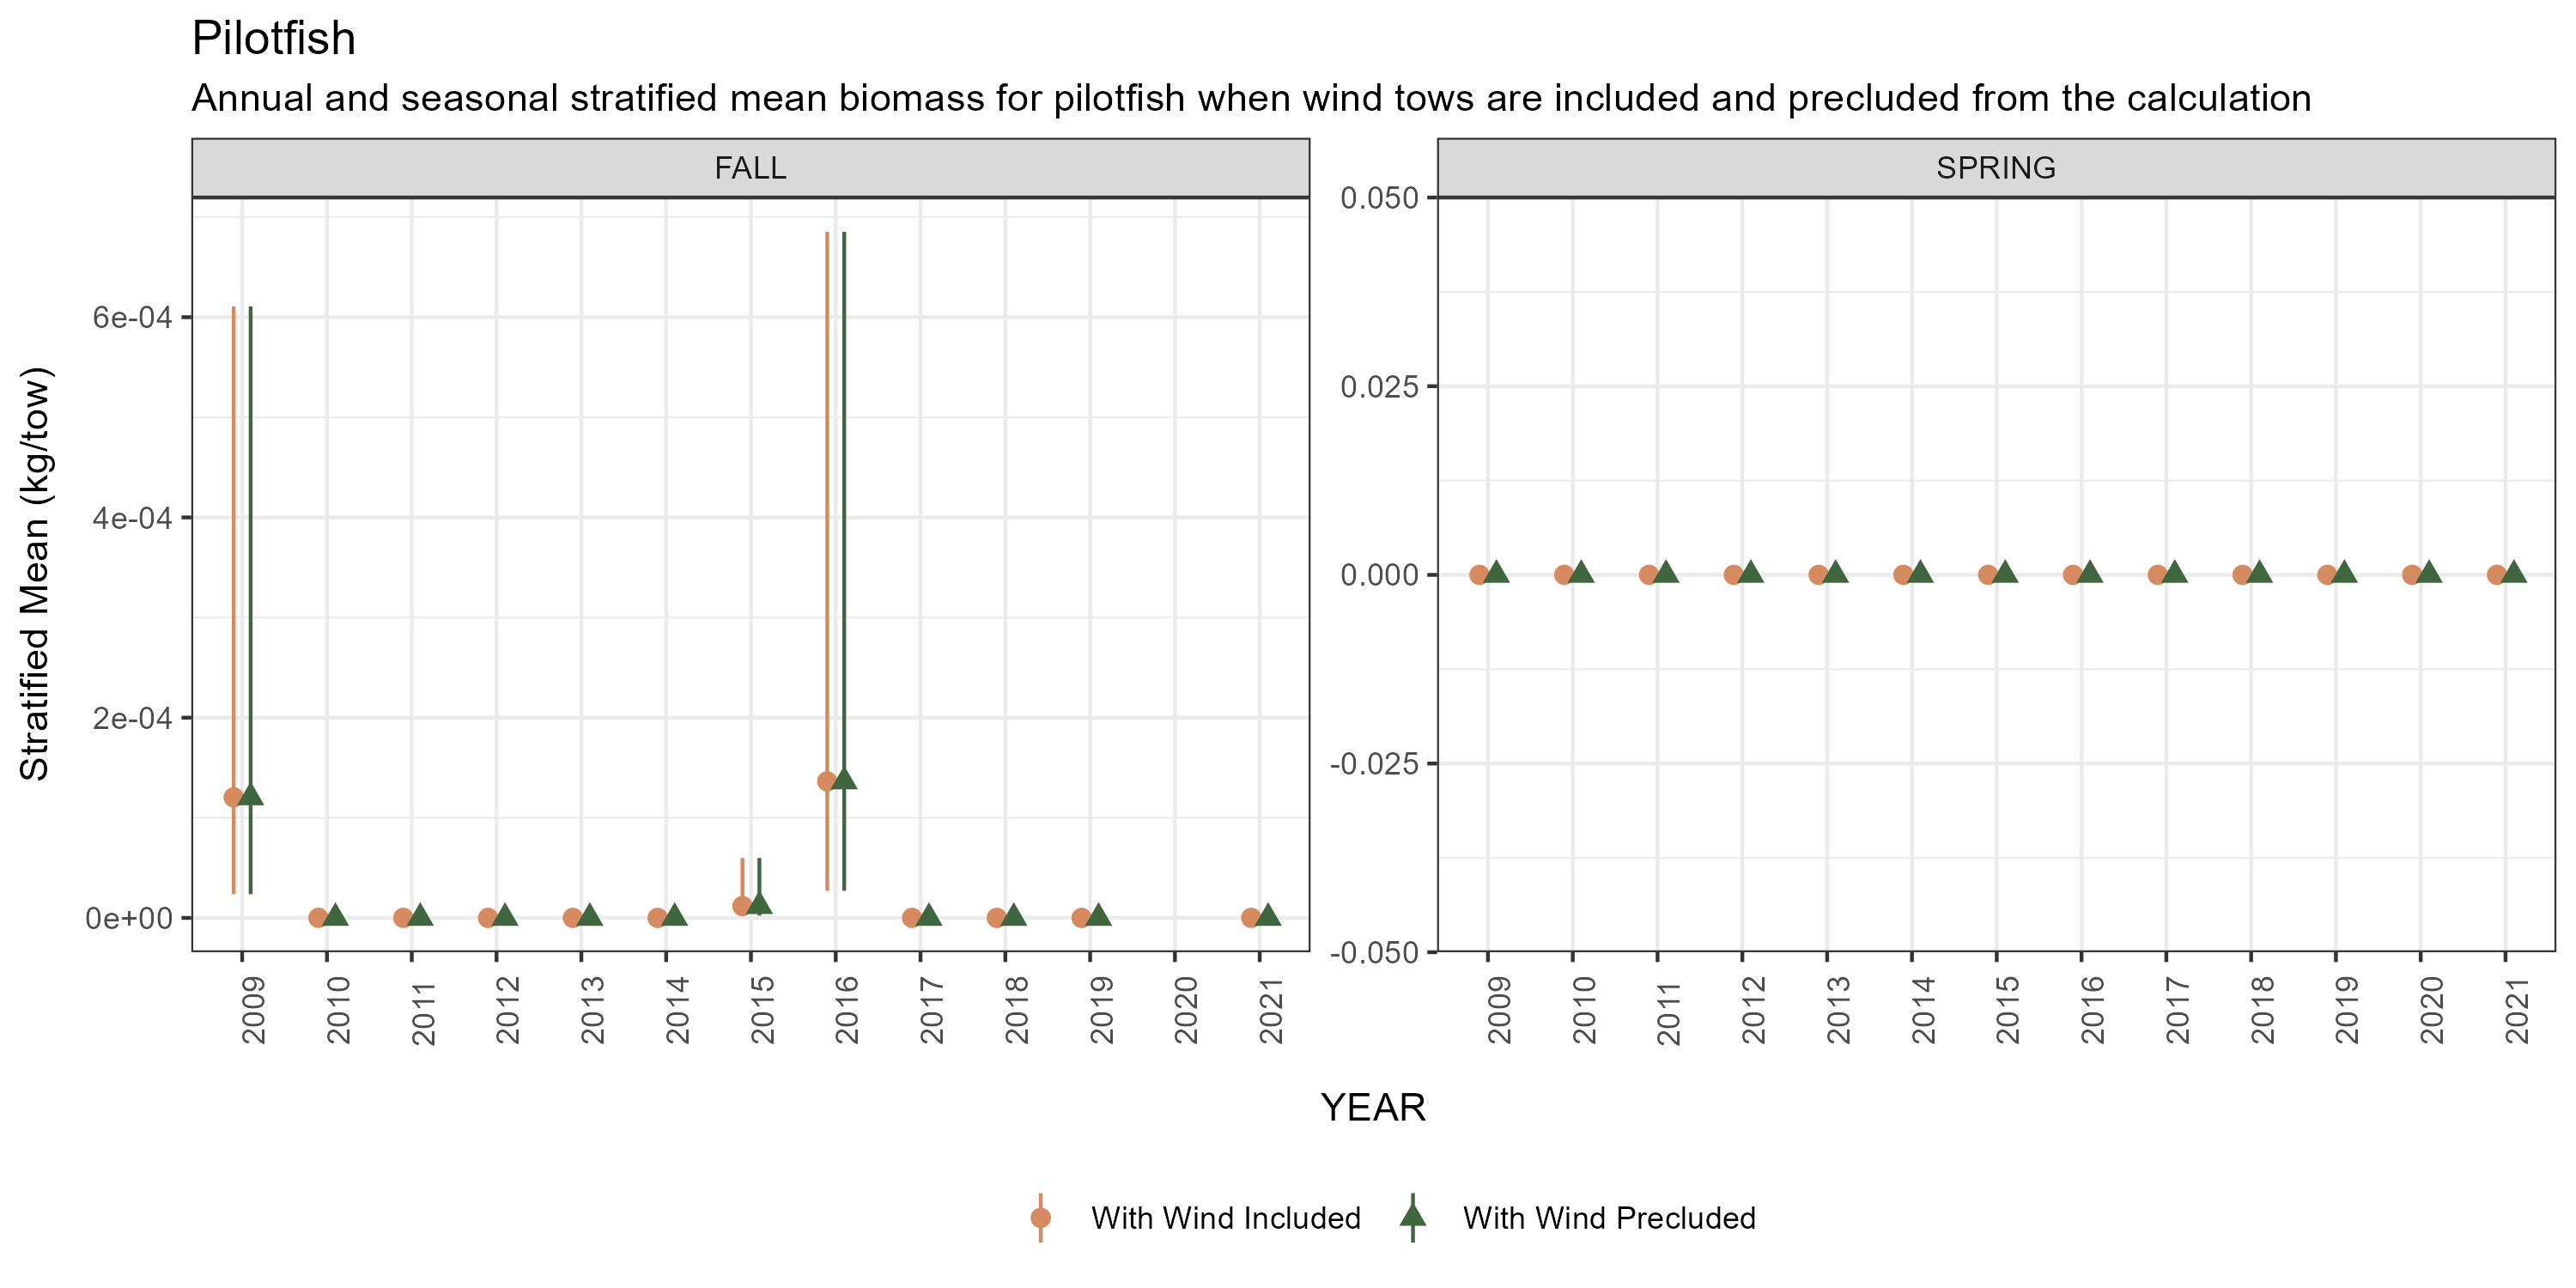 Pilotfish
Annual and seasonal stratified mean biomass for pilotfish when wind tows are included and precluded from the calculation
FALL
SPRING
Stratified Mean (kg/tow)
6e-04
4e-04
2e-04
0e+00
0.050
0.025
0.000
-0.025
-0.050
2009 2010 2011 2012 2013 2014 2015 2016 2017 2018 2019 2020 2021
2009 2010 2011 2012 2013 2014 2015 2016 2017 2018 2019 2020 2021
YEAR
With Wind Included With Wind Precluded